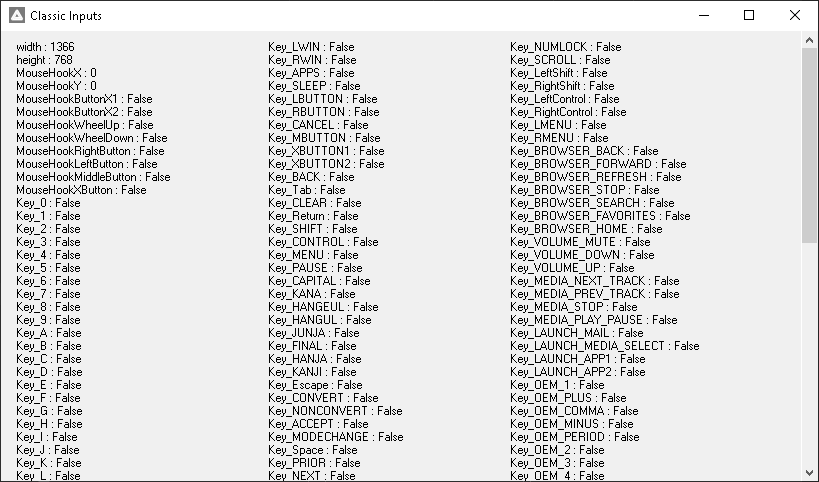 Classic Inputs
width : 1366
height : 768
MouseHookX : 0
MouseHookY : 0
MouseHookButtonX1 : False
MouseHookButtonX2 : False
MouseHookWheelUp : False
MouseHookWheelDown : False
MouseHookRightButton : False
MouseHookLeftButton : False
MouseHookMiddleButton : False
MouseHookXButton : False
Key_0 : False
Key_1 : False
Key_2 : False
Key_3 : False
Key_4 : False
Key_5 : False
Key_6 : False
Key_7 : False
Key_8 : False
Key_9 : False
Key_A : False
Key_B : False
Key_C : False
Key_D : False
Key_E : False
Key_F : False
Key_G : False
Key_H : False
Key_I : False
Key_J : False
Key_K : False
Key_L : False
Key_LWIN : False
Key_RWIN : False
Key_APPS : False
Key_SLEEP : False
Key_LBUTTON : False
Key_RBUTTON : False
Key_CANCEL : False
Key_MBUTTON : False
Key_XBUTTON1 : False
Key_XBUTTON2 : False
Key_BACK : False
Key_Tab : False
Key_CLEAR : False
Key_Return : False
Key_SHIFT : False
Key_CONTROL : False
Key_MENU : False
Key_PAUSE : False
Key_CAPITAL : False
Key_KANA : False
Key_HANGEUL : False
Key_HANGUL : False
Key_JUNJA : False
Key_FINAL : False
Key_HANJA : False
Key_KANJI : False
Key_Escape : False
Key_CONVERT : False
Key_NONCONVERT : False
Key_ACCEPT : False
Key_MODECHANGE : False
Key_Space : False
Key_PRIOR : False
Key_NEXT : False
Key_NUMLOCK : False
Key_SCROLL : False
Key_LeftShift : False
Key_RightShift : False
Key_LeftControl : False
Key_RightControl : False
Key_LMENU : False
Key_RMENU : False
Key_BROWSER_BACK : False
Key_BROWSER_FORWARD : False
Key_BROWSER_REFRESH : False
Key_BROWSER_STOP : False
Key_BROWSER_SEARCH : False
Key_BROWSER_FAVORITES : False
Key_BROWSER_HOME : False
Key_VOLUME_MUTE : False
Key_VOLUME_DOWN : False
Key_VOLUME_UP : False
Key_MEDIA_NEXT_TRACK : False
Key_MEDIA_PREV_TRACK : False
Key_MEDIA_STOP : False
Key_MEDIA_PLAY_PAUSE : False
Key_LAUNCH_MAIL : False
Key_LAUNCH_MEDIA_SELECT : False
Key_LAUNCH_APP1 : False
Key_LAUNCH_APP2 : False
Key_OEM_1 : False
Key_OEM_PLUS : False
Key_OEM_COMMA : False
Key_OEM_MINUS : False
Key_OEM_PERIOD : False
Key_OEM_2 : False
Key_OEM_3 : False
Key_OEM_4 : False